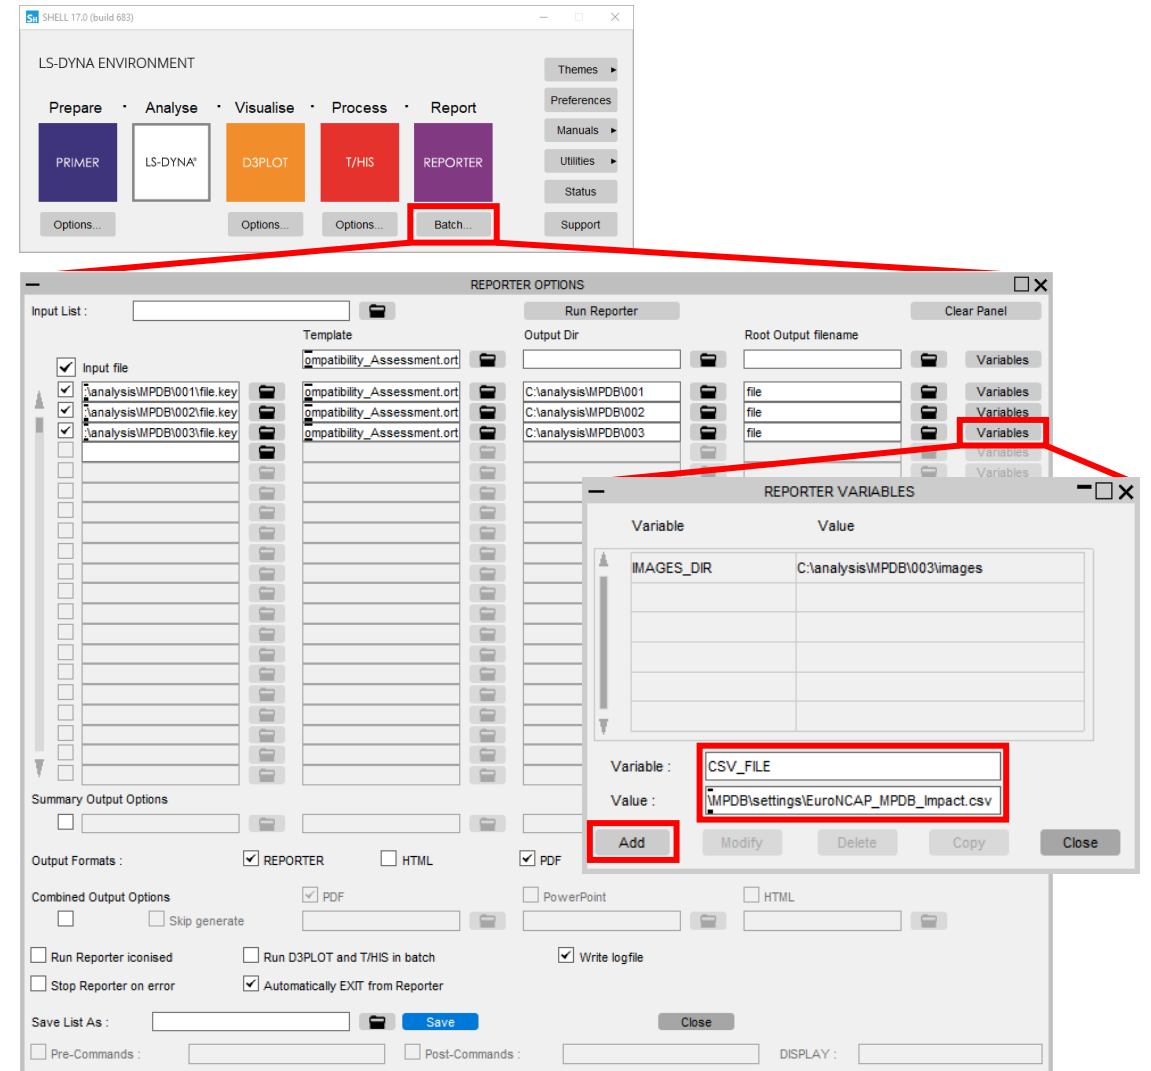 SH SHELL 17.0 (build 683)
LS-DYNA ENVIRONMENT
Themes
Prepare · Analyse · Visualise · Process · Report
Preferences
Manuals
PRIMER LS-DYNA® D3PLOT T/HIS REPORTER
Utilities
Status
Options... Options... Options... Batch... Support
REPORTER OPTIONS
Input List : Run Reporter Clear Panel
Template Output Dir Root Output filename
Input file ompatibility_Assessment.ort Variables
:\analysis\MPDB\001\file.key ompatibility_Assessment.ort C:\analysis\MPDB\001 file Variables
:\analysis\MPDB\002\file.key ompatibility_Assessment.ort C:\analysis\MPDB\002 file Variables
:\analysis\MPDB\003\file.key ompatibility_Assessment.ort C:\analysis\MPDB\003 file Variables
Variables
Variables
REPORTER VARIABLES
Variable Value
IMAGES_DIR C:\analysis\MPDB\003\images
Variable : CSV_FILE
Value : \MPDB\settings\EuroNCAP_MPDB_Impact.csv
Add Modify Delete Copy Close
Summary Output Options
Output Formats : REPORTER HTML PDF
Combined Output Options PDF PowerPoint HTML
Skip generate
Run Reporter iconised Run D3PLOT and T/HIS in batch Write logfile
Stop Reporter on error Automatically EXIT from Reporter
Save List As : Save Close
Pre-Commands : Post-Commands : DISPLAY :